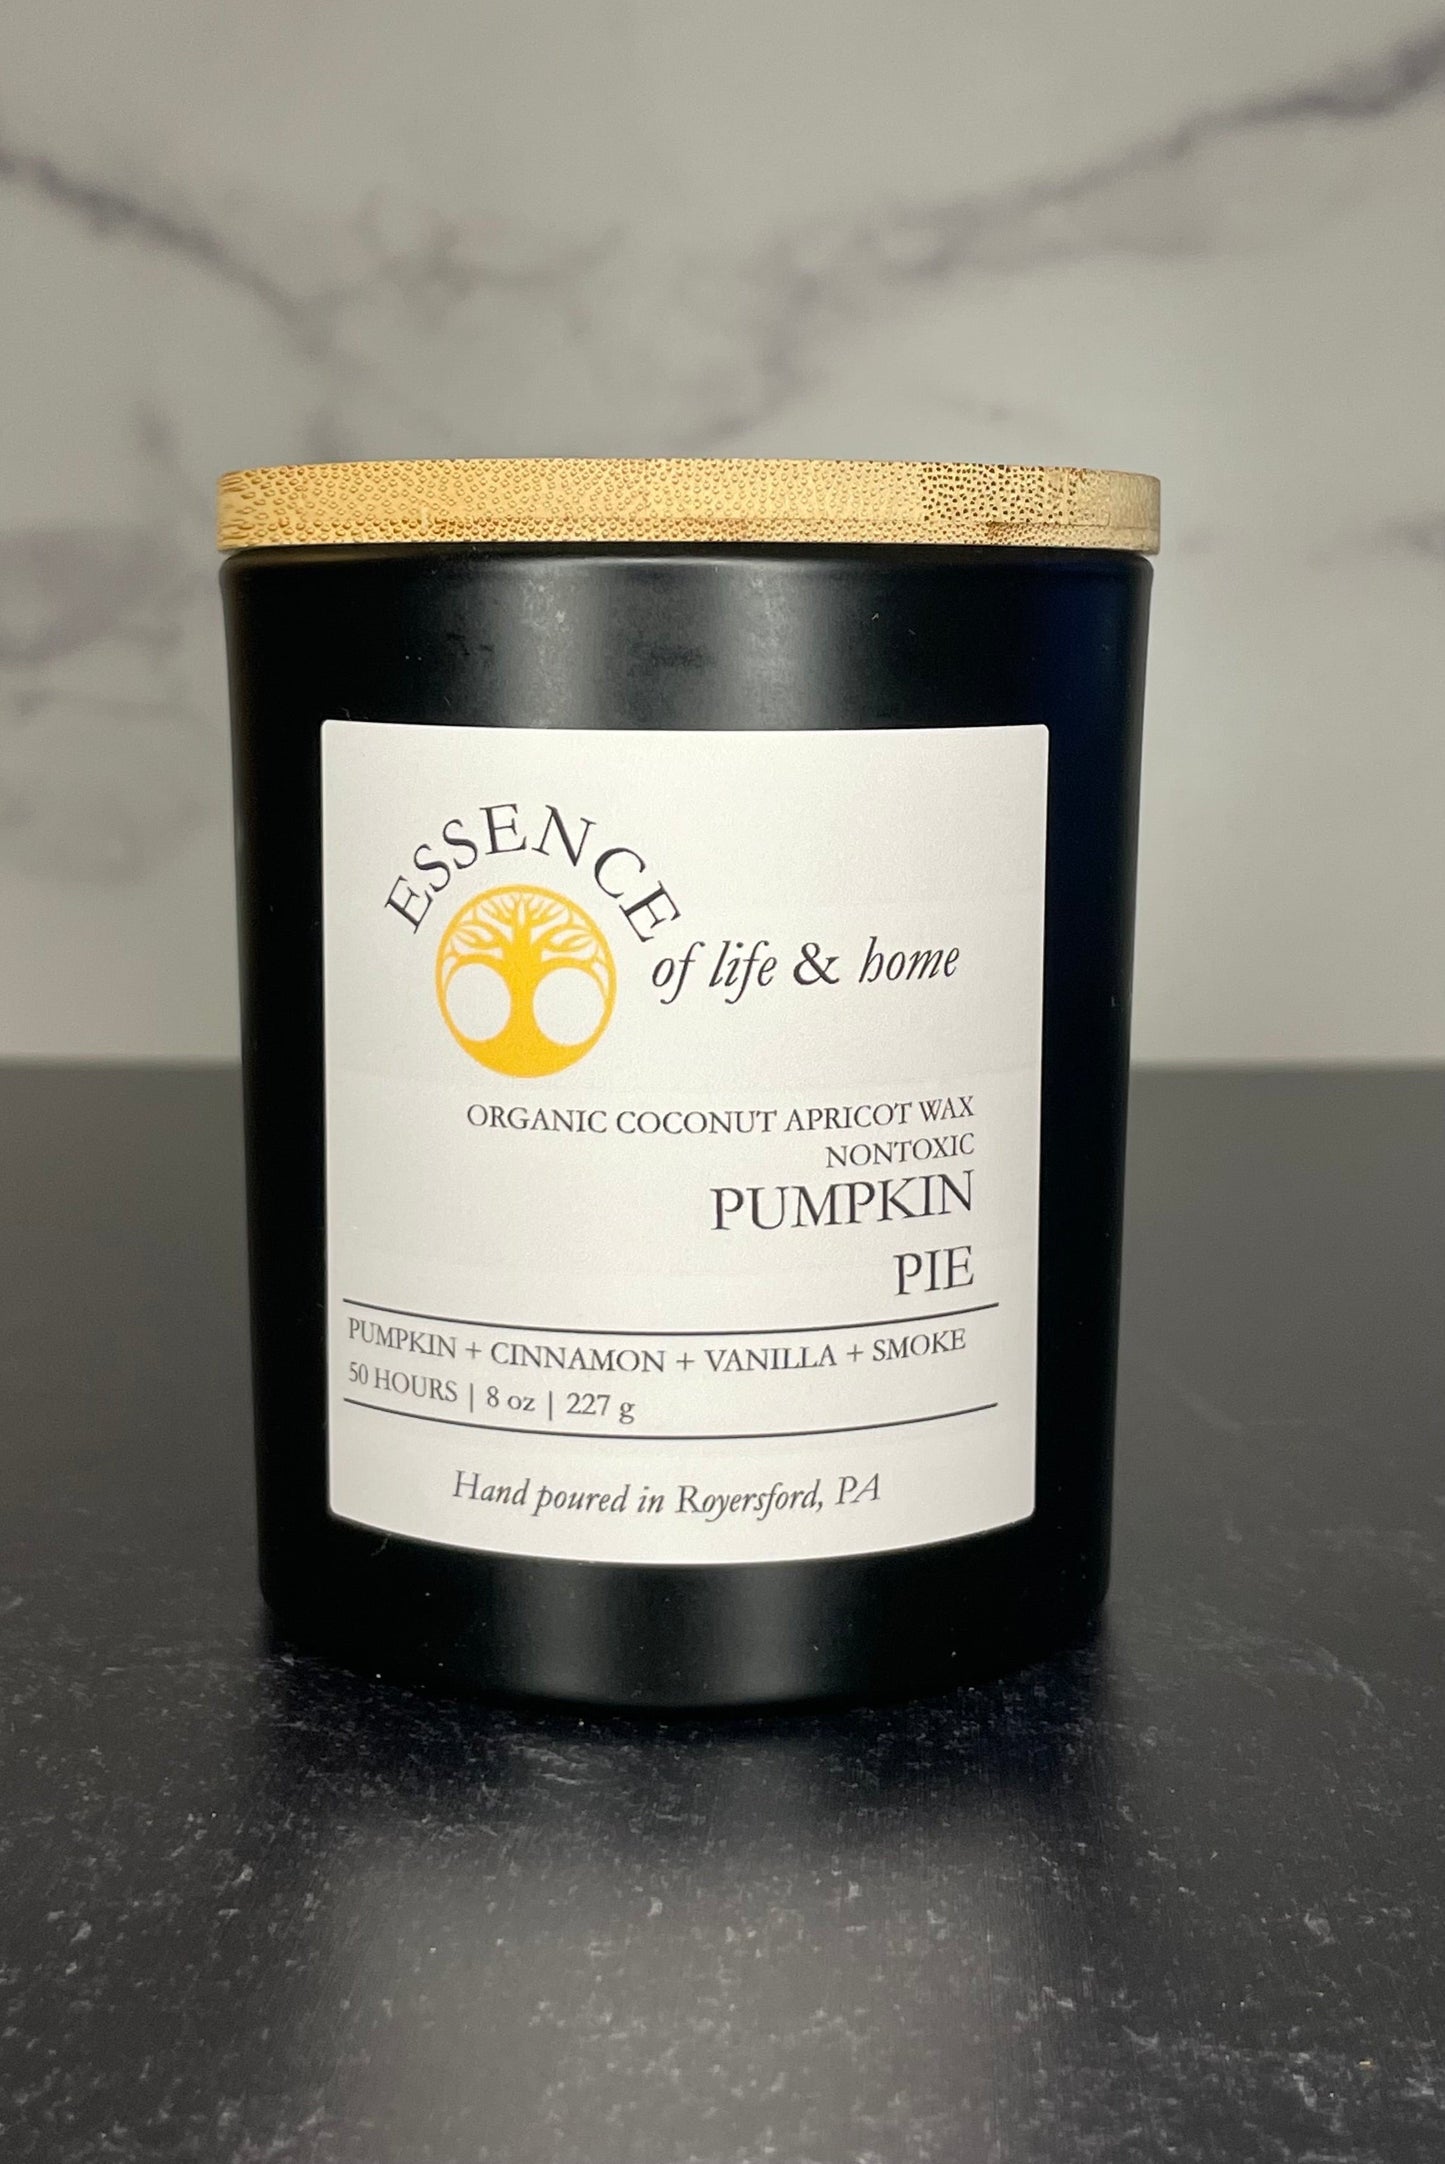 ESSENCE
of life & home
ORGANIC COCONUT APRICOT WAX
NONTOXIC
PUMPKIN
PIE
PUMPKIN + CINNAMON + VANILLA + SMOKE
50 HOURS | 8 oz | 227 g
Hand poured in Royersford, PA